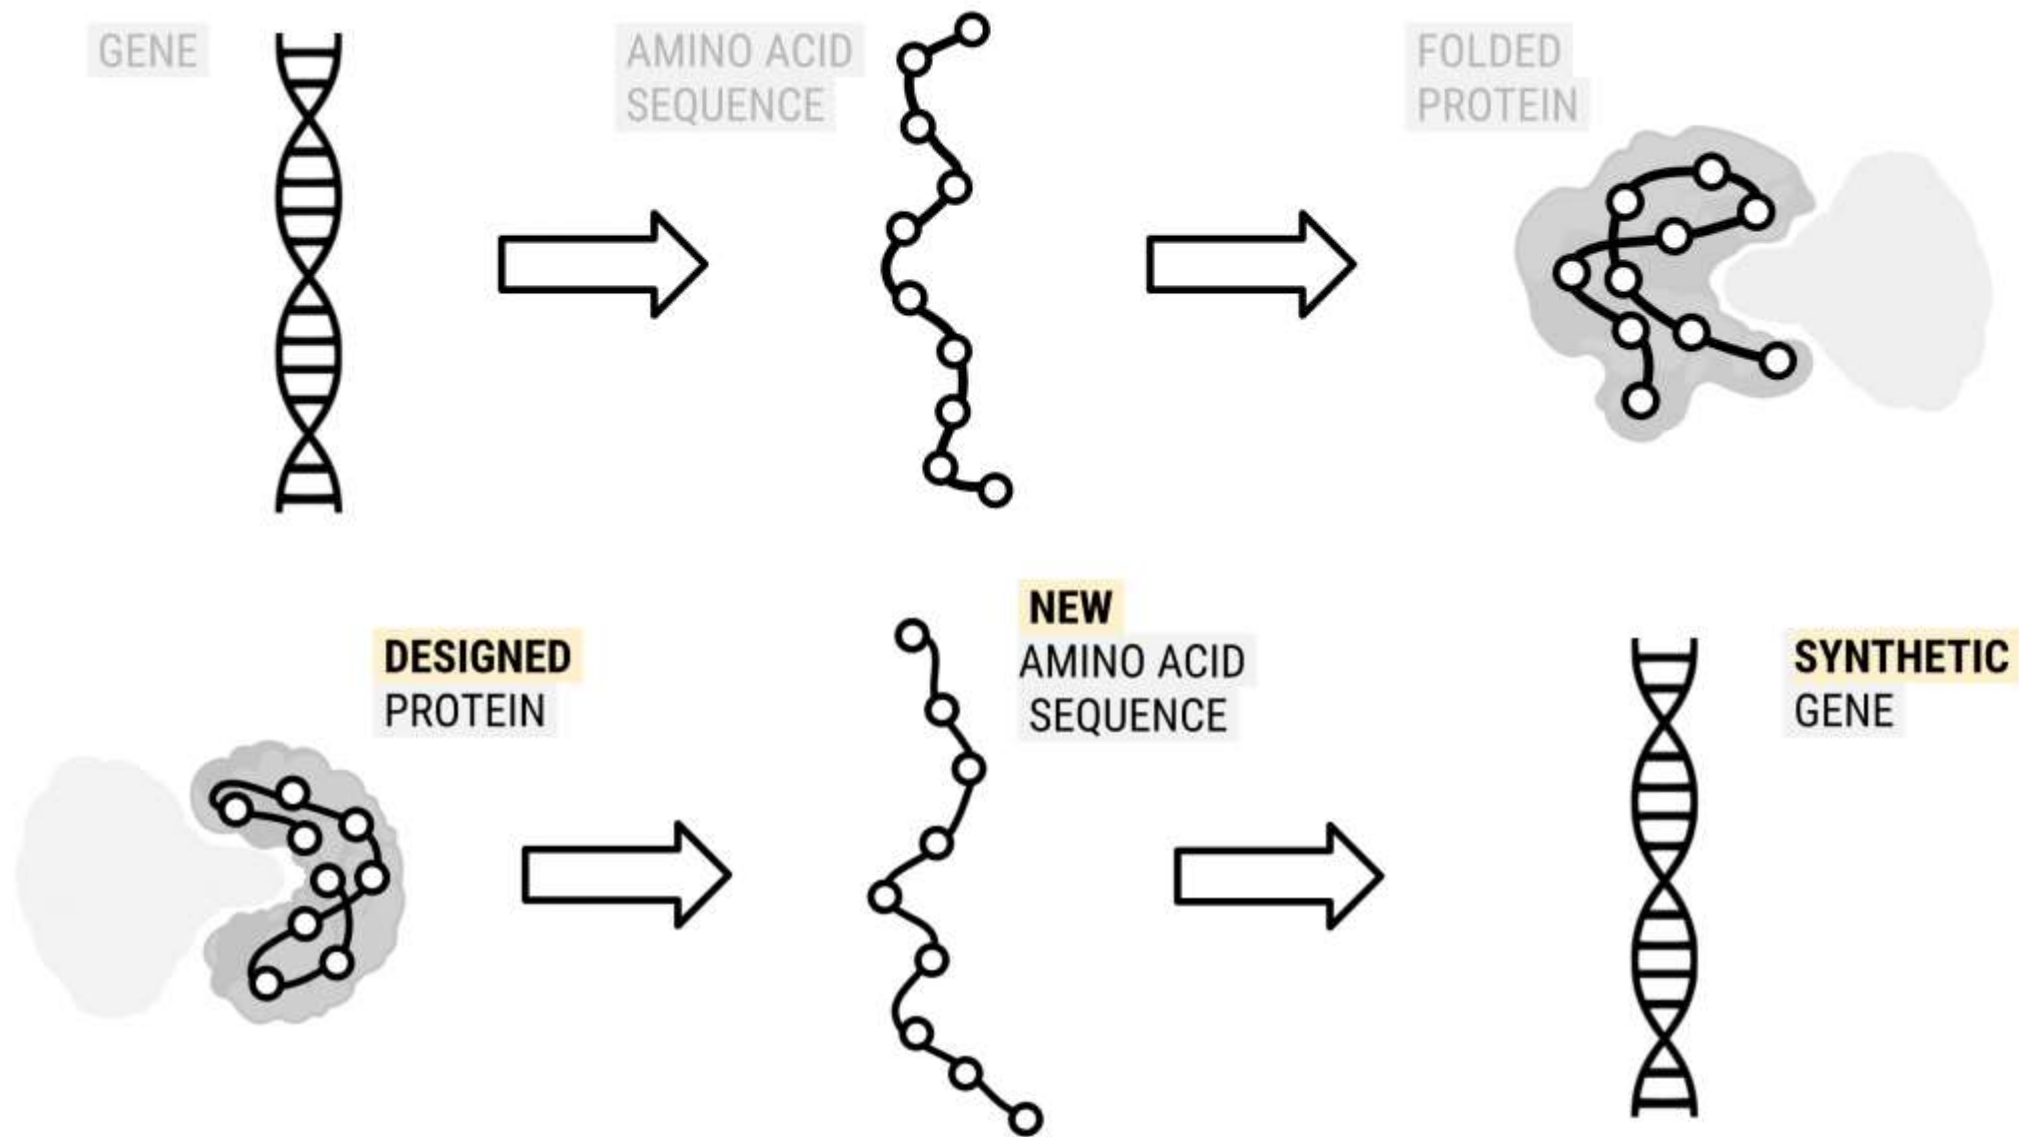 GENE
AMINO ACID
SEQUENCE
FOLDED
PROTEIN
DESIGNED
PROTEIN
NEW
AMINO ACID
SEQUENCE
SYNTHETIC
GENE